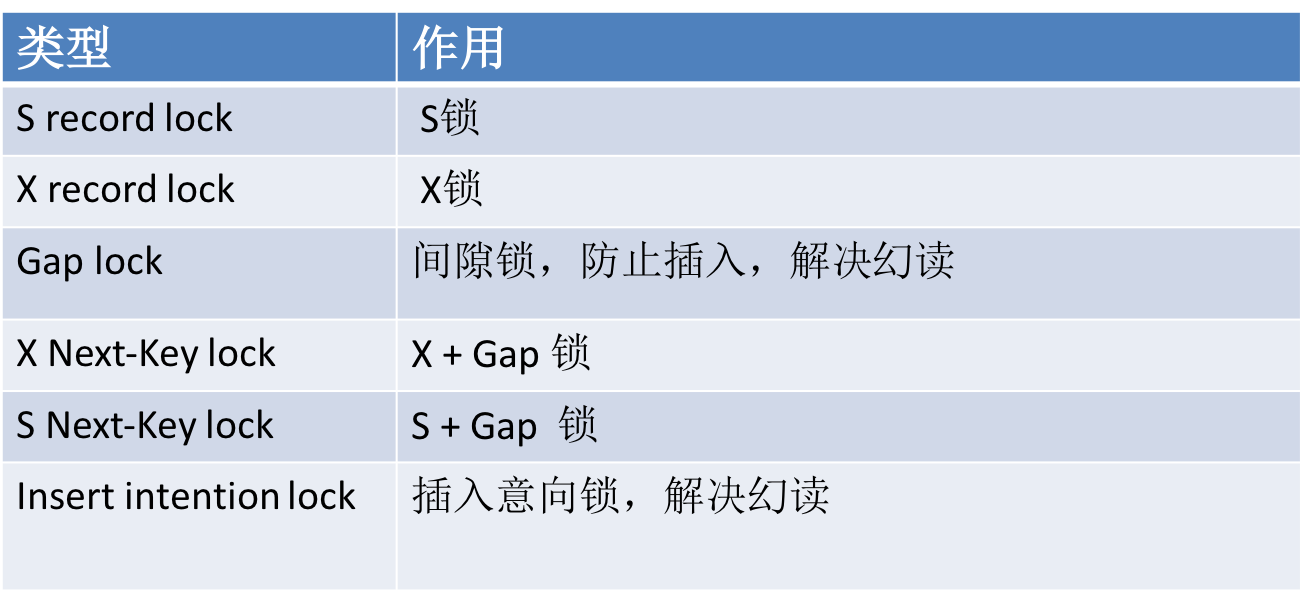 类型 作用
S record lock S锁
X record lock X锁
Gap lock 间隙锁，防止插入，解决幻读
X Next-Key lock X + Gap 锁
S Next-Key lock S + Gap 锁
Insert intention lock 插入意向锁，解决幻读